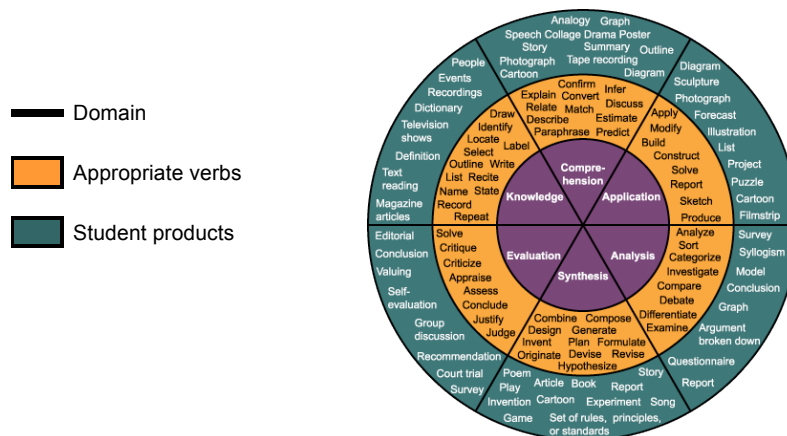 Domain
Appropriate verbs
Student products
Analogy Graph
Speech Collage Drama Poster
Story Summary Outline
Photograph Tape recording
Cartoon Diagram
People
Events
Recordings
Dictionary
Television
shows
Definition
Text
reading
Magazine
articles
Diagram
Sculpture
Photograph
Forecast
Illustration
List
Project
Puzzle
Cartoon
Filmstrip
Confirm Infer
Explain Convert Discuss
Relate Match
Describe Estimate
Paraphrase Predict
Draw
Identify
Locate Label
Select
Outline Write
List Recite
Name State
Record
Repeat
Apply
Modify
Build
Construct
Solve
Report
Sketch
Produce
Compre-
hension
Knowledge
Application
Evaluation
Analysis
Synthesis
Solve
Critique
Criticize
Appraise
Assess
Conclude
Justify
Judge
Analyze
Sort
Categorize
Investigate
Compare
Debate
Differentiate
Examine
Combine Compose
Design Generate
Invent Plan Formulate
Originate Devise Revise
Hypothesize
Editorial
Conclusion
Valuing
Self-
evaluation
Group
discussion
Recommendation
Court trial
Survey
Survey
Syllogism
Model
Conclusion
Graph
Argument
broken down
Questionnaire
Report
Poem Story
Play Article Book Report
Invention Cartoon Experiment Song
Game Set of rules, principles,
or standards